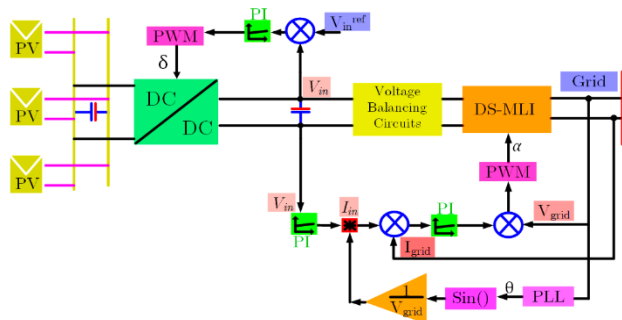 PI
V_in^ref
PWM
PV
δ
V_in
Grid
DC
DC
Voltage
Balancing
Circuits
DS-MLI
PV
α
PWM
V_in
I_in
PI
V_grid
PV
PI
I_grid
1
V_grid
Sin()
θ
PLL